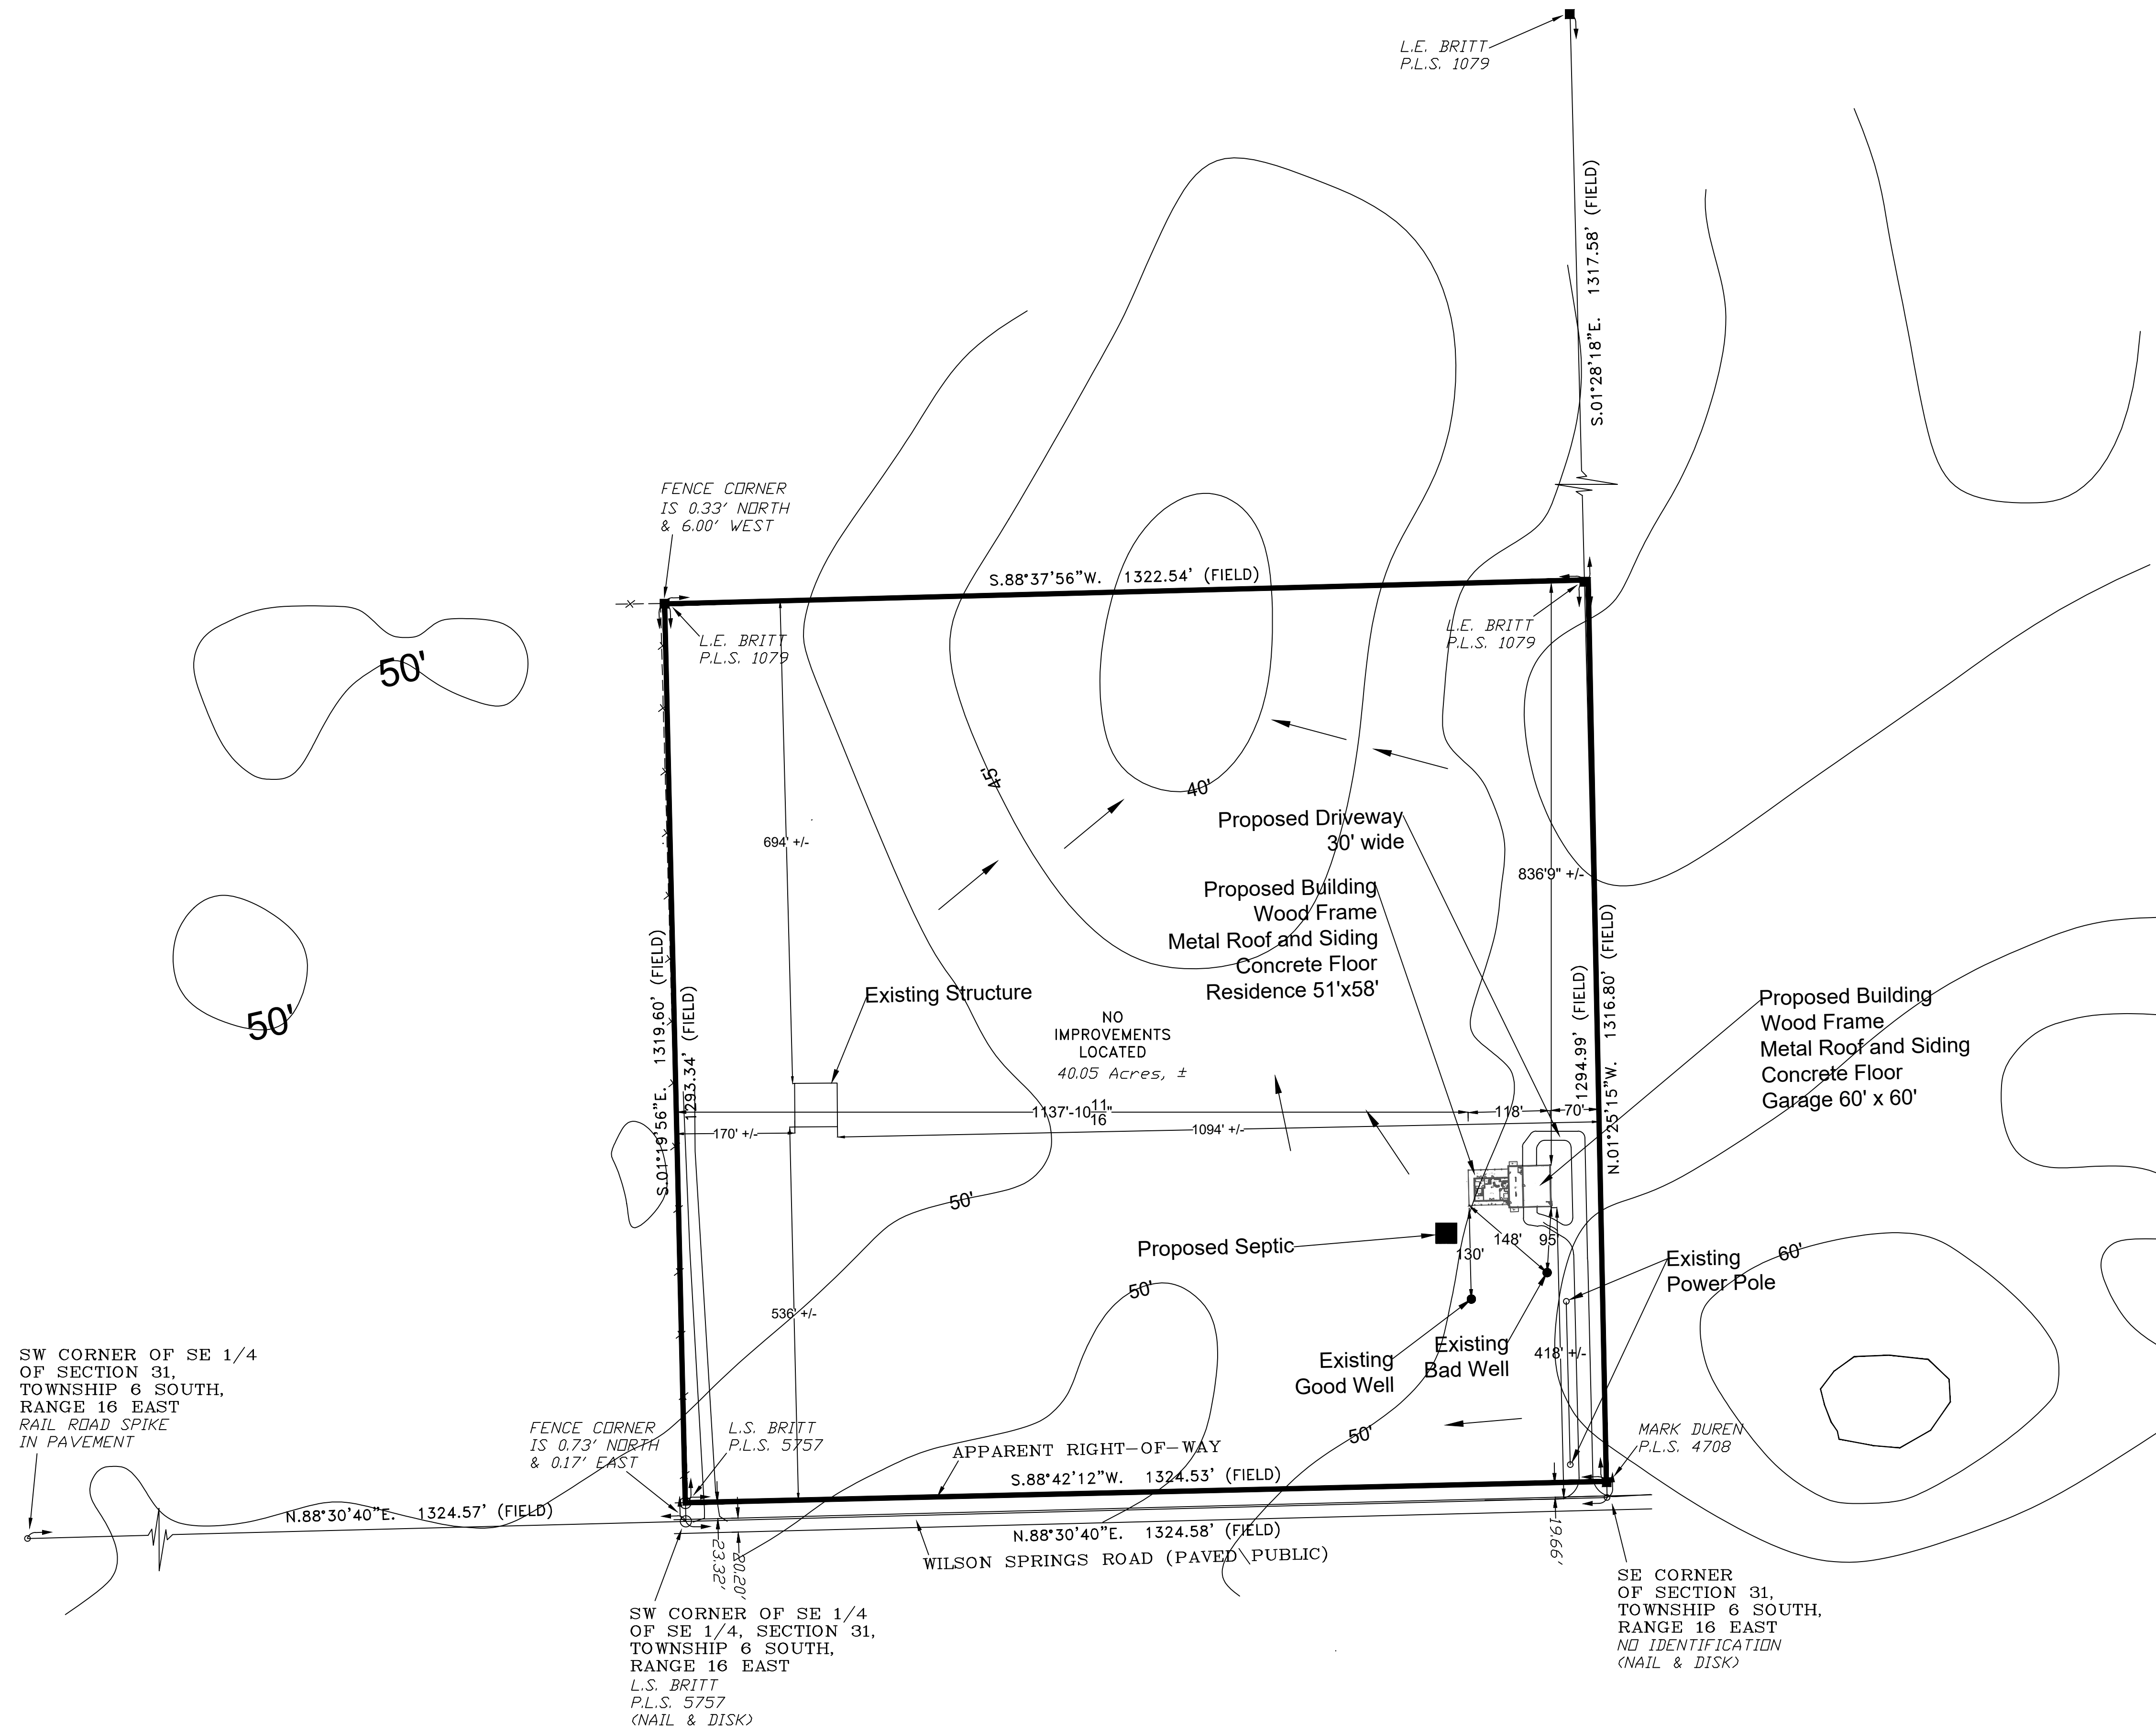 L.E. BRITT
P.L.S. 1079
S.01°28'18"E. 1317.58' (FIELD)
FENCE CORNER
IS 0.33' NORTH
& 6.00' WEST
S.88°37'56"W. 1322.54' (FIELD)
L.E. BRITT
P.L.S. 1079
L.E. BRITT
P.L.S. 1079
50'
45'
40'
Proposed Driveway
30' wide
694' +/-
836'9" +/-
Proposed Building
Wood Frame
Metal Roof and Siding
Concrete Floor
Residence 51'x58'
50'
Existing Structure
Proposed Building
Wood Frame
Metal Roof and Siding
Concrete Floor
Garage 60' x 60'
S.01°19'56"E. 1319.60' (FIELD)
1293.34' (FIELD)
NO
IMPROVEMENTS
LOCATED
40.05 Acres, ±
1294.99' (FIELD)
N.01°25'15"W. 1316.80' (FIELD)
1137'-10 11/16"
118'
70'
170' +/-
1094' +/-
50'
Proposed Septic
130'
148'
95'
60'
Existing
Power Pole
50'
536' +/-
Existing
Good Well
Existing
Bad Well
418' +/-
50'
SW CORNER OF SE 1/4
OF SECTION 31,
TOWNSHIP 6 SOUTH,
RANGE 16 EAST
RAIL ROAD SPIKE
IN PAVEMENT
FENCE CORNER
IS 0.73' NORTH
& 0.17' EAST
L.S. BRITT
P.L.S. 5757
APPARENT RIGHT-OF-WAY
S.88°42'12"W. 1324.53' (FIELD)
MARK DUREN
P.L.S. 4708
N.88°30'40"E. 1324.57' (FIELD)
N.88°30'40"E. 1324.58' (FIELD)
WILSON SPRINGS ROAD (PAVED\PUBLIC)
23.32'
20.20'
19.66'
SW CORNER OF SE 1/4
OF SE 1/4, SECTION 31,
TOWNSHIP 6 SOUTH,
RANGE 16 EAST
L.S. BRITT
P.L.S. 5757
(NAIL & DISK)
SE CORNER
OF SECTION 31,
TOWNSHIP 6 SOUTH,
RANGE 16 EAST
NO IDENTIFICATION
(NAIL & DISK)